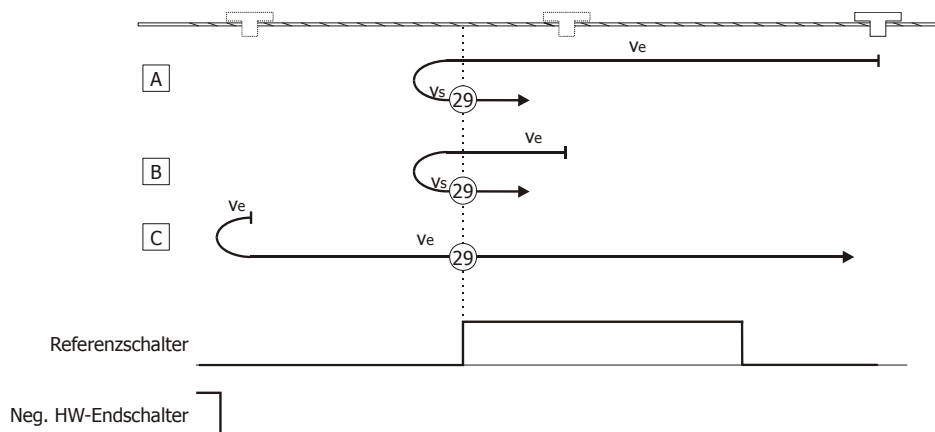 Ve
A
Vs
29
Ve
B
Vs
29
Ve
C
Ve
29
Referenzschalter
Neg. HW-Endschalter